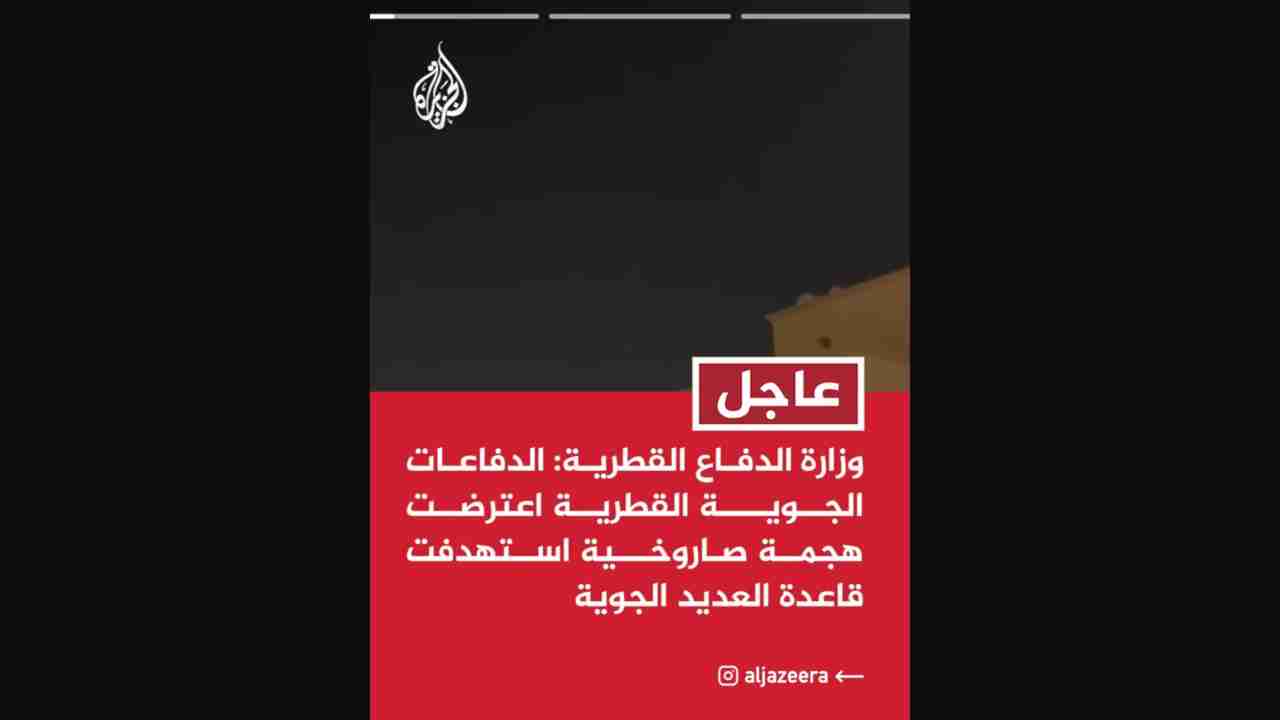 الجزيرة
عاجل
وزارة الدفاع القطرية: الدفاعات
الجوية القطرية اعترضت
هجمة صاروخية استهدفت
قاعدة العديد الجوية
aljazeera